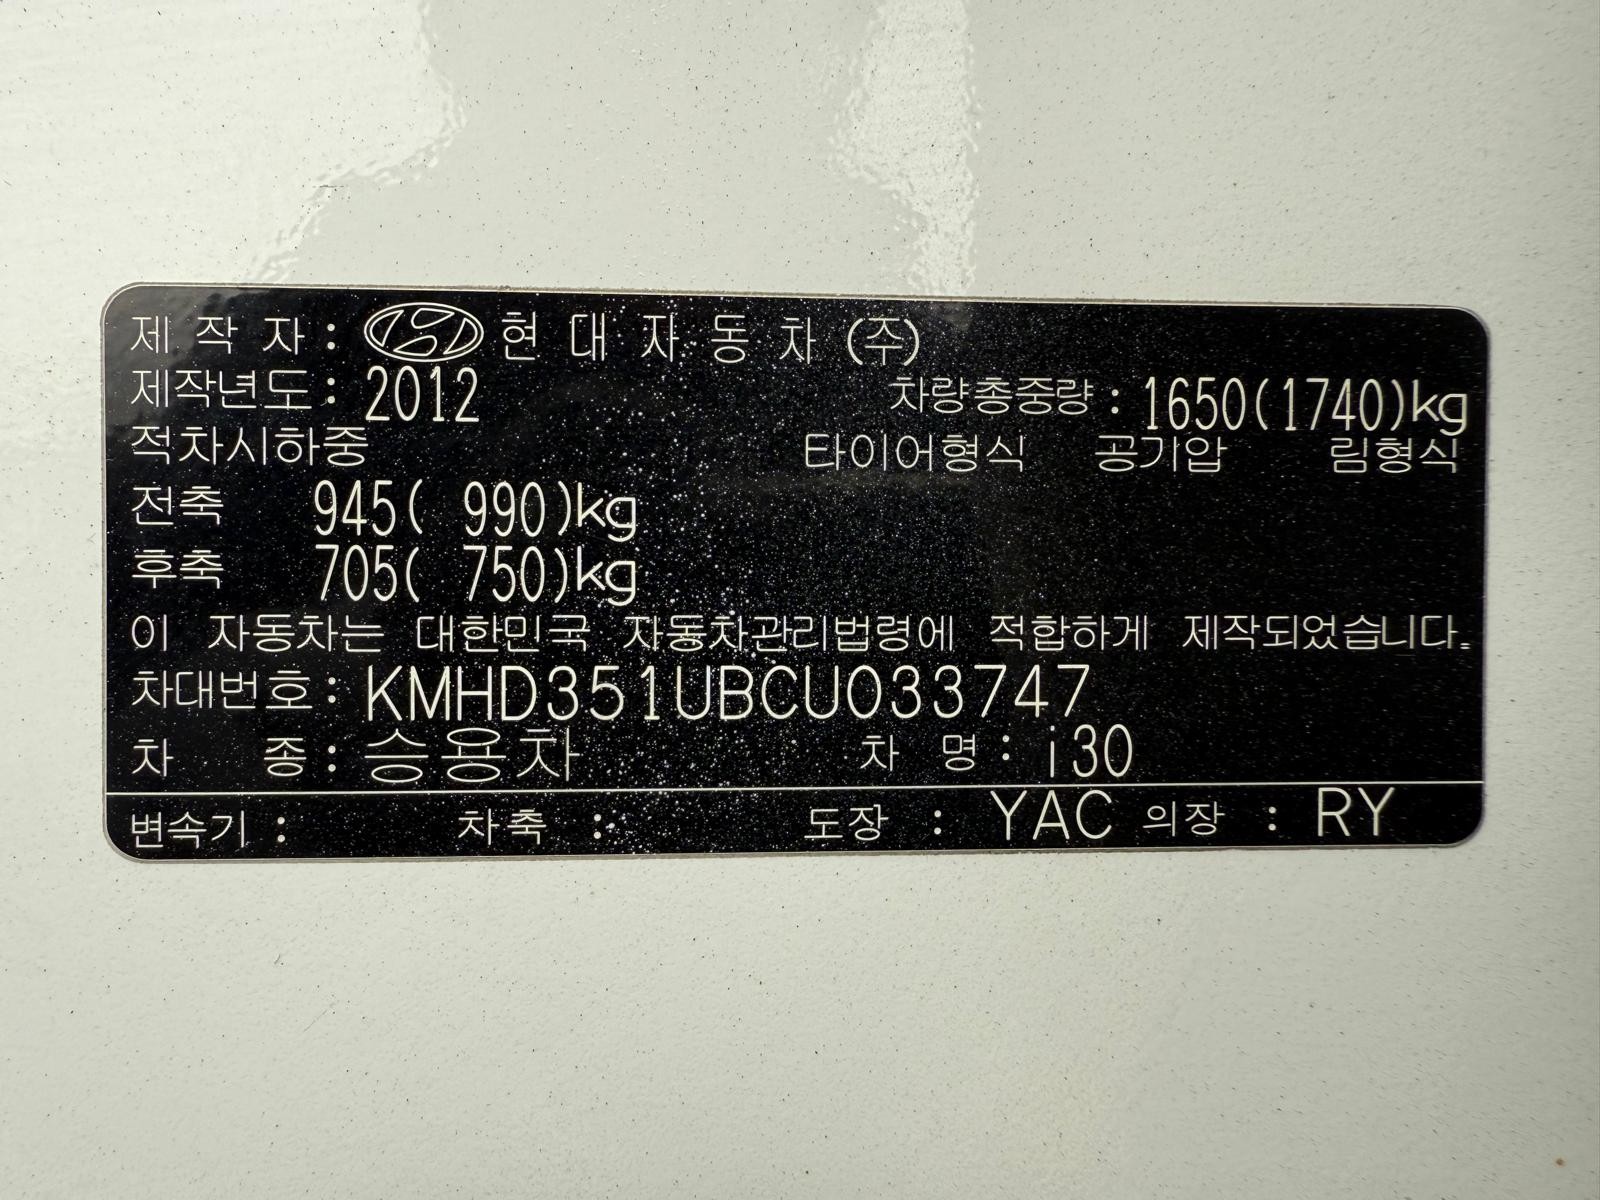 제 작 자 : 현 대 자 동 차 (주)
제작년도 : 2012 차량총중량 : 1650(1740)kg
적차시하중 타이어형식 공기압 림형식
전축 945( 990)kg
후축 705( 750)kg
이 자동차는 대한민국 자동차관리법령에 적합하게 제작되었습니다.
차대번호 : KMHD351UBCU033747
차 종 : 승용차 차 명 : i30
변속기 : 차축 : 도장 : YAC 의장 : RY